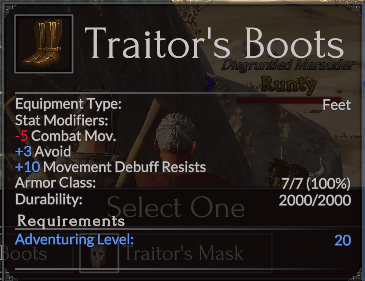 Traitor's Boots
Disgruntled Marauder
Runty
Equipment Type: Feet
Stat Modifiers:
-5 Combat Mov.
+3 Avoid
+10 Movement Debuff Resists
Armor Class: 7/7 (100%)
Durability: 2000/2000
Select One
Requirements
Adventuring Level: 20
Boots Traitor's Mask